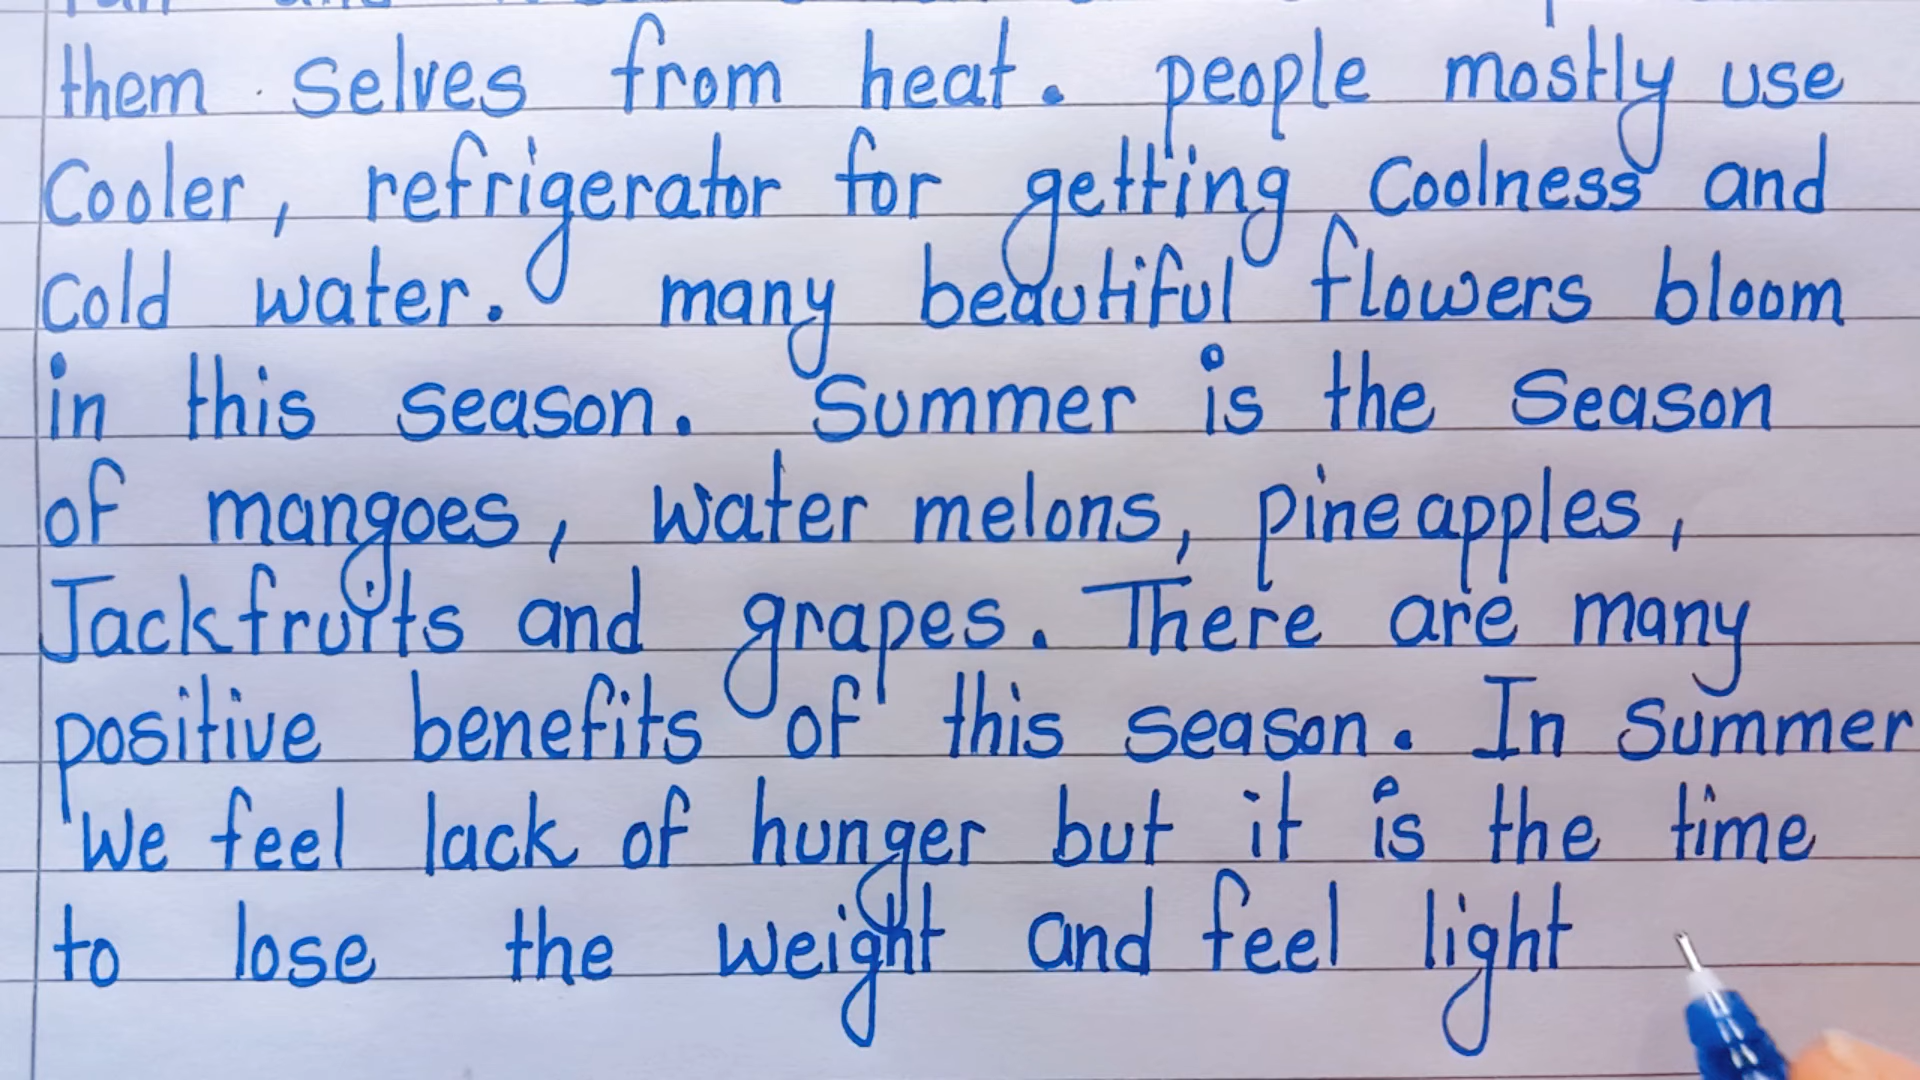 them selves from heat. people mostly use
Cooler, refrigerator for getting Coolness and
Cold water. many beautiful flowers bloom
in this season. Summer is the Season
of mangoes, water melons, pineapples,
Jackfruits and grapes. There are many
positive benefits of this season. In Summer
We feel lack of hunger but it is the time
to lose the weight and feel light